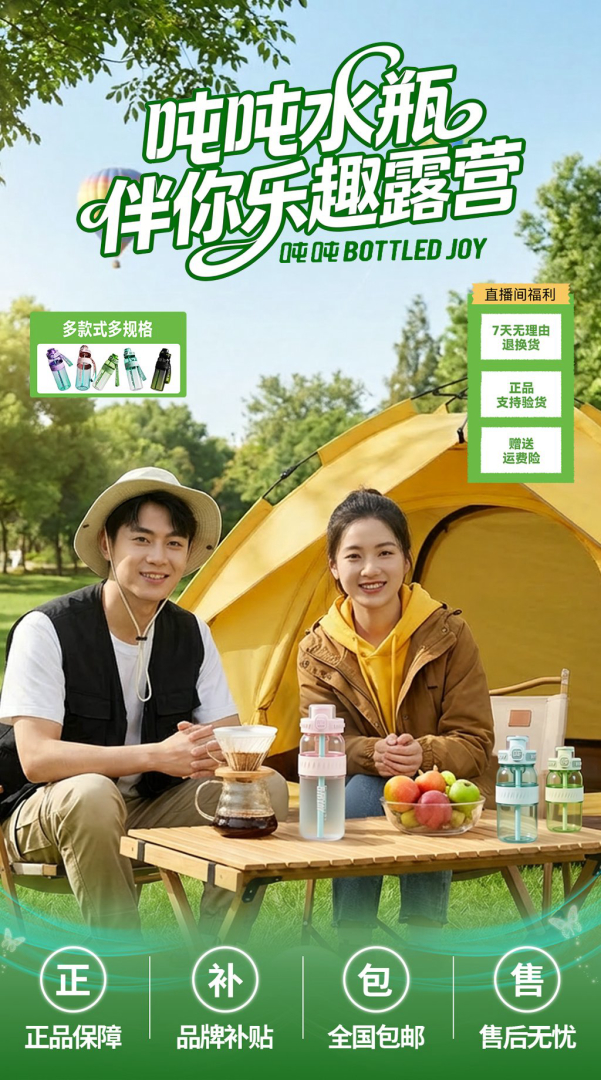 吨吨水瓶
伴你乐趣露营
吨吨 BOTTLED JOY
直播间福利
7天无理由
退换货
正品
支持验货
赠送
运费险
多款式多规格
正
补
包
售
正品保障
品牌补贴
全国包邮
售后无忧